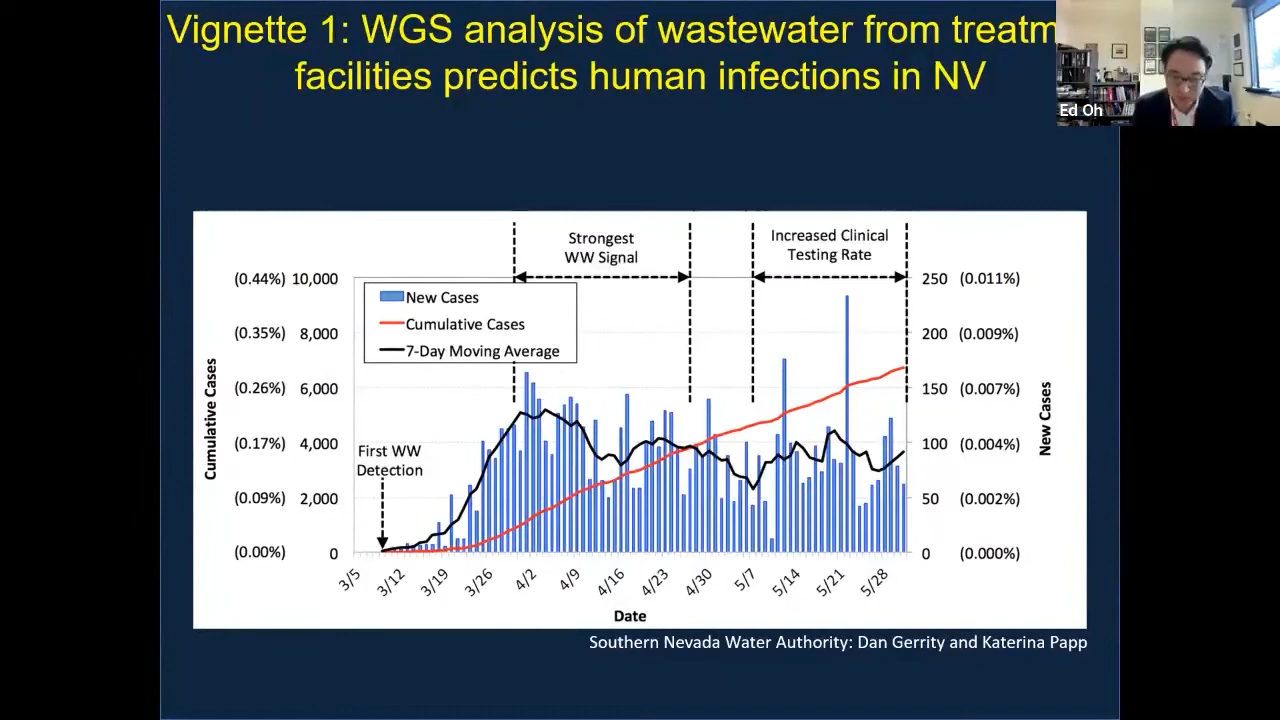 Vignette 1: WGS analysis of wastewater from treatm
facilities predicts human infections in NV
Ed Oh
Strongest
WW Signal
Increased Clinical
Testing Rate
(0.44%) 10,000
(0.35%) 8,000
(0.26%) 6,000
(0.17%) 4,000
(0.09%) 2,000
(0.00%) 0
Cumulative Cases
New Cases
Cumulative Cases
7-Day Moving Average
First WW
Detection
250 (0.011%)
200 (0.009%)
150 (0.007%)
100 (0.004%)
50 (0.002%)
0 (0.000%)
New Cases
3/5 3/12 3/19 3/26 4/2 4/9 4/16 4/23 4/30 5/7 5/14 5/21 5/28
Date
Southern Nevada Water Authority: Dan Gerrity and Katerina Papp